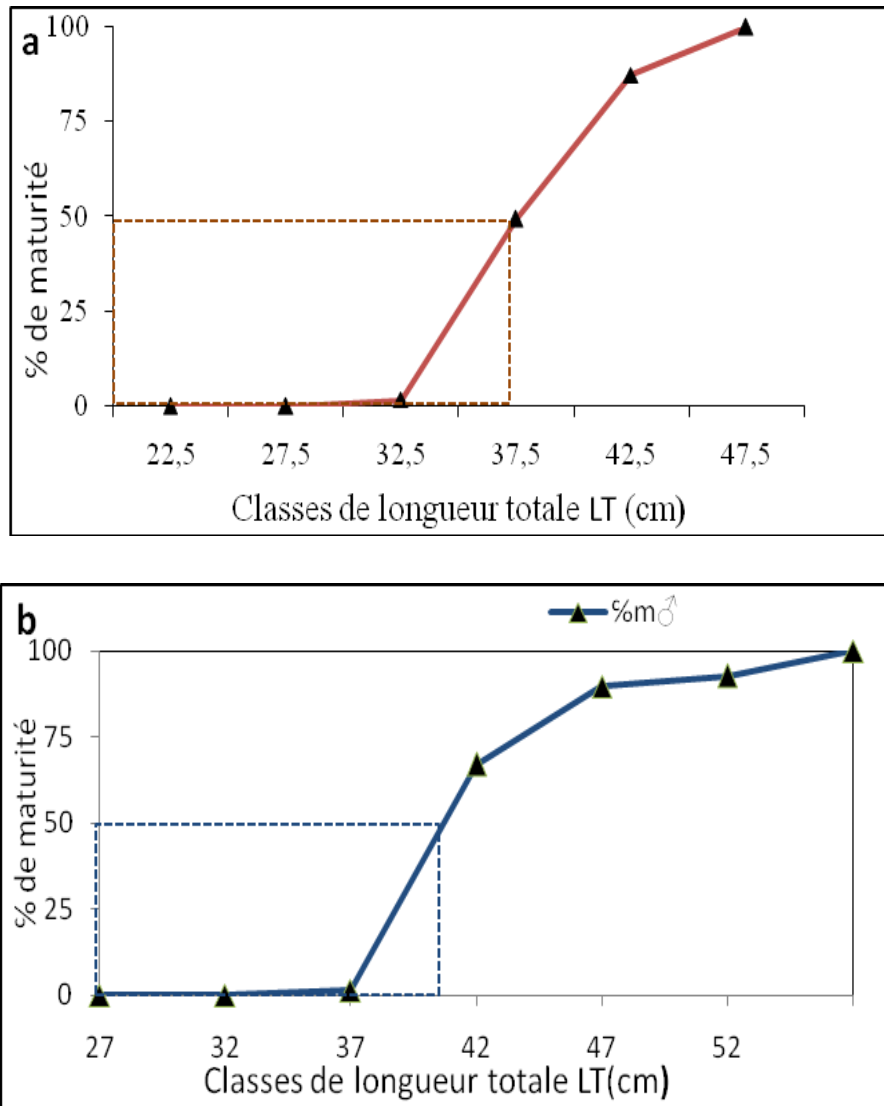 a
100
75
50
25
0
% de maturité
22,5 27,5 32,5 37,5 42,5 47,5
Classes de longueur totale LT (cm)
b
%m♂
100
75
50
25
0
% de maturité
27 32 37 42 47 52
Classes de longueur totale LT(cm)